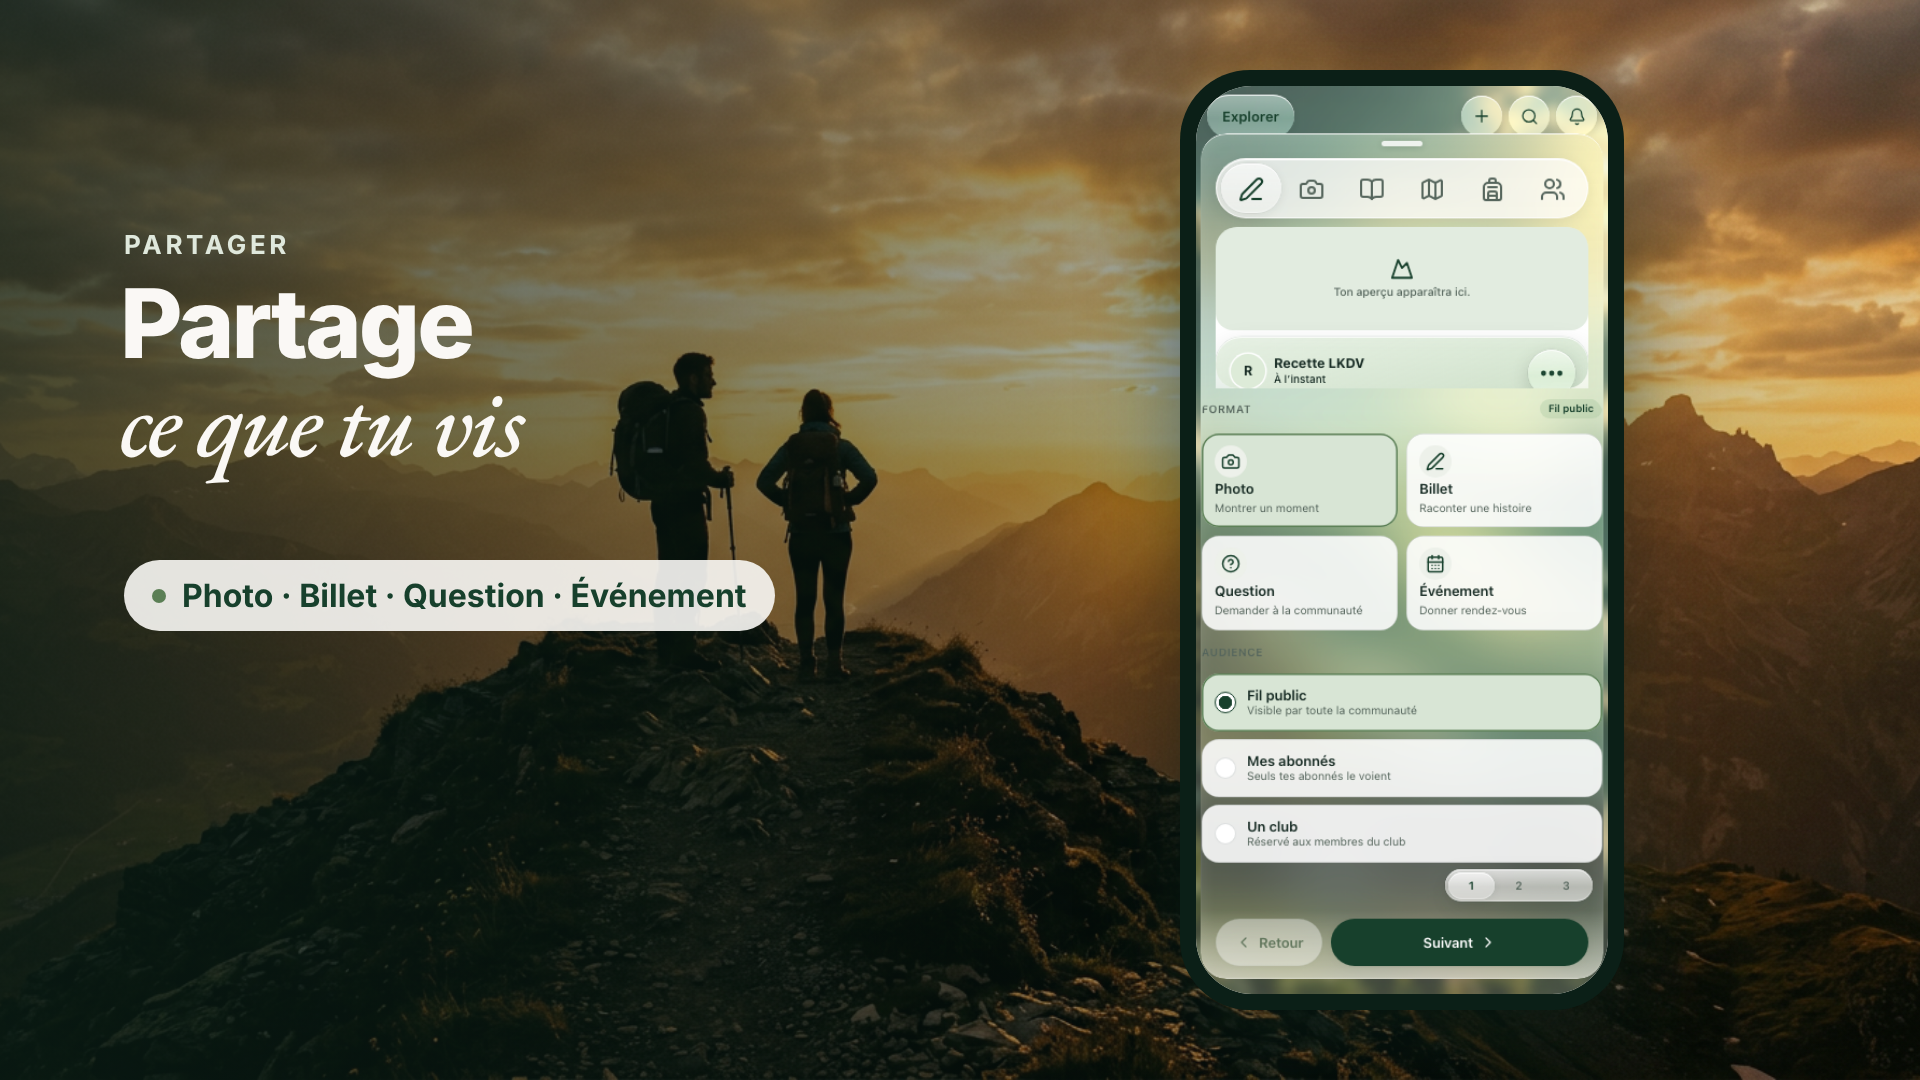 PARTAGER
Partage
ce que tu vis
Photo · Billet · Question · Événement
Explorer
Ton aperçu apparaîtra ici.
R
Recette LKDV
À l'instant
FORMAT
Fil public
Photo
Montrer un moment
Billet
Raconter une histoire
Question
Demander à la communauté
Événement
Donner rendez-vous
AUDIENCE
Fil public
Visible par toute la communauté
Mes abonnés
Seuls tes abonnés le voient
Un club
Réservé aux membres du club
1 2 3
Retour
Suivant